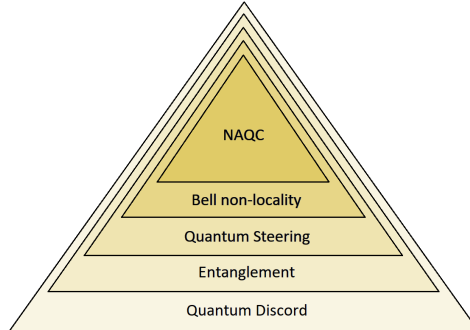 NAQC
Bell non-locality
Quantum Steering
Entanglement
Quantum Discord